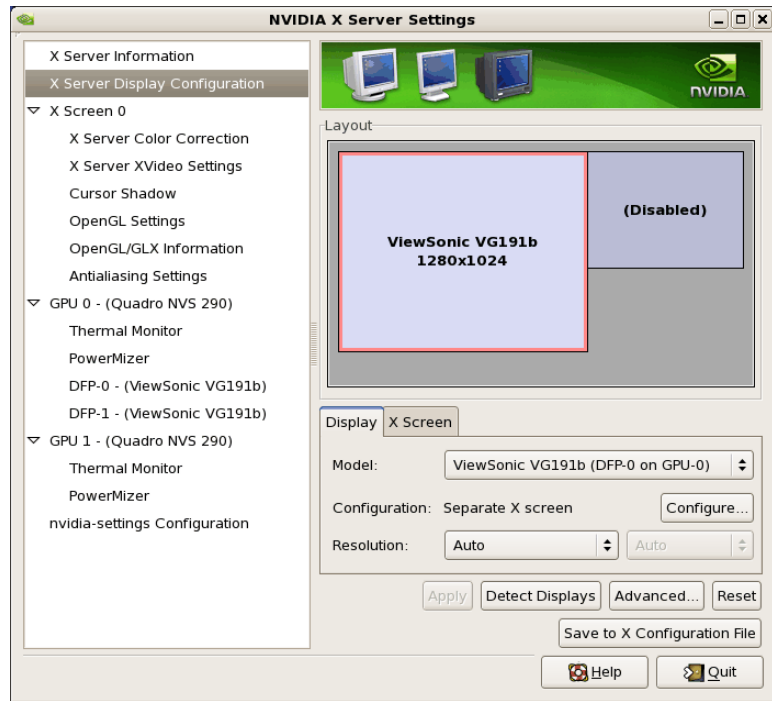 NVIDIA X Server Settings
X Server Information
X Server Display Configuration
X Screen 0
X Server Color Correction
X Server XVideo Settings
Cursor Shadow
OpenGL Settings
OpenGL/GLX Information
Antialiasing Settings
GPU 0 - (Quadro NVS 290)
Thermal Monitor
PowerMizer
DFP-0 - (ViewSonic VG191b)
DFP-1 - (ViewSonic VG191b)
GPU 1 - (Quadro NVS 290)
Thermal Monitor
PowerMizer
nvidia-settings Configuration
NVIDIA
Layout
ViewSonic VG191b
1280x1024
(Disabled)
Display X Screen
Model: ViewSonic VG191b (DFP-0 on GPU-0)
Configuration: Separate X screen Configure...
Resolution: Auto Auto
Apply Detect Displays Advanced... Reset
Save to X Configuration File
Help Quit